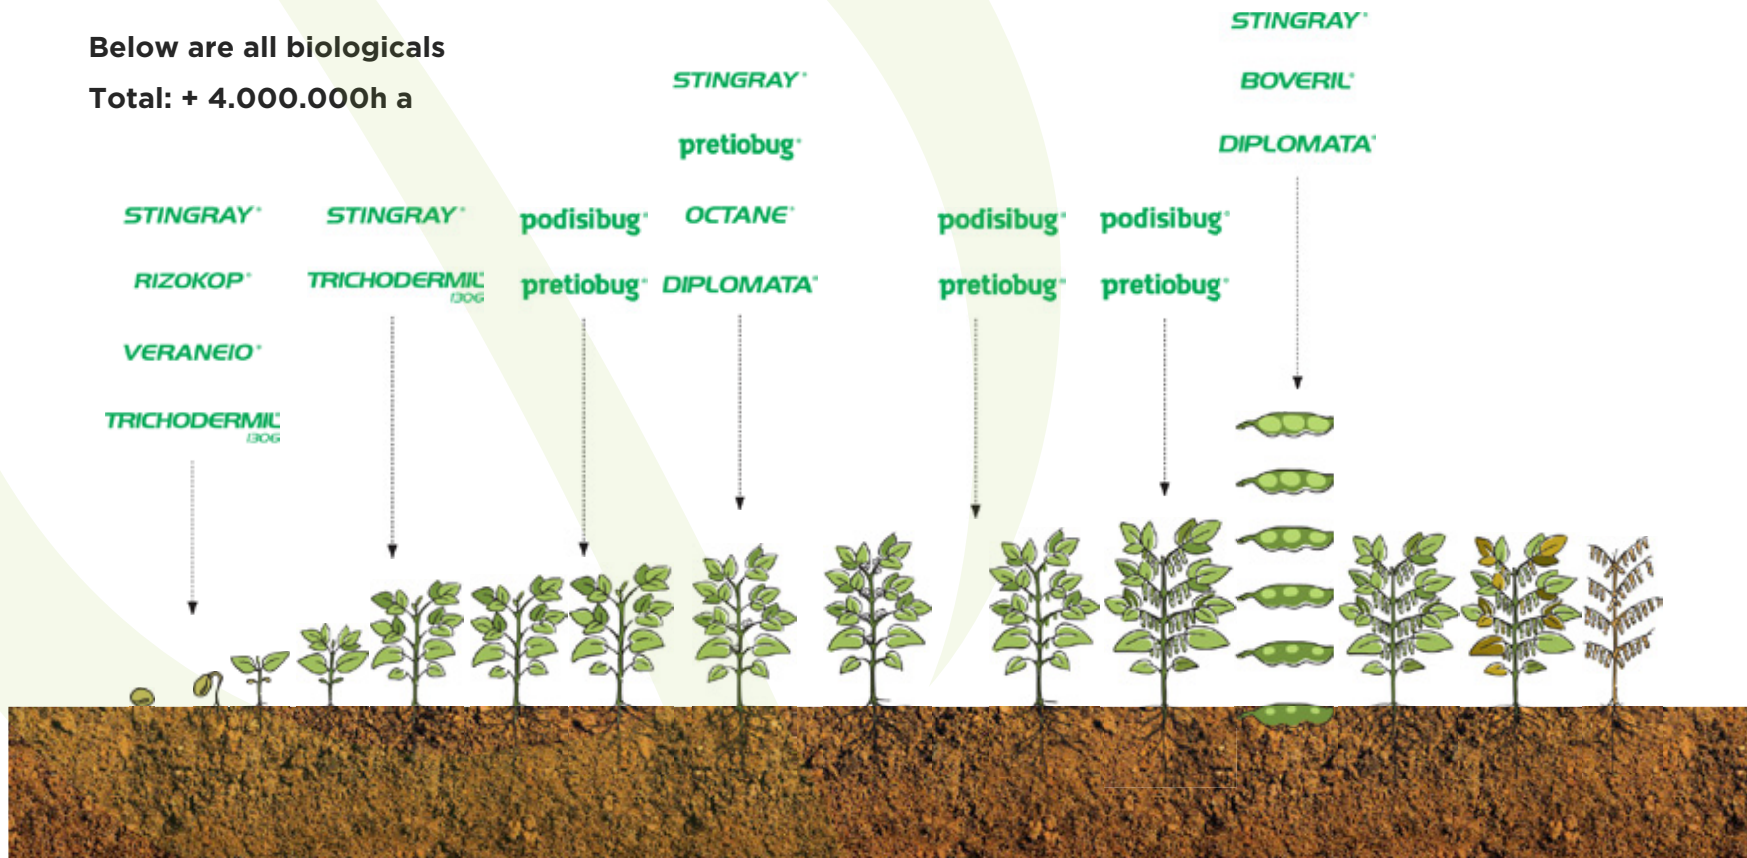 Below are all biologicals
Total: + 4.000.000h a
STINGRAY®
RIZOKOP®
VERANEIO®
TRICHODERMIL®
1306
STINGRAY®
TRICHODERMIL®
1306
podisibug®
pretiobug®
STINGRAY®
pretiobug®
OCTANE®
DIPLOMATA®
podisibug®
pretiobug®
podisibug®
pretiobug®
STINGRAY®
BOVERIL®
DIPLOMATA®